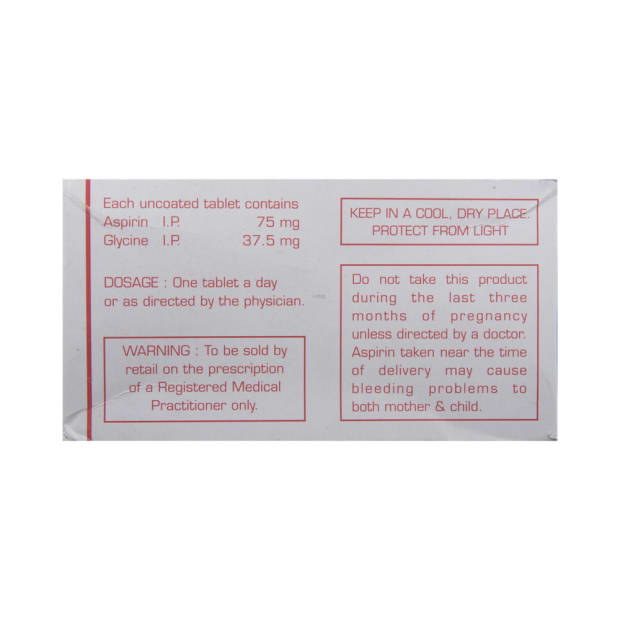 Each uncoated tablet contains
Aspirin I.P. 75 mg
Glycine I.P. 37.5 mg
DOSAGE : One tablet a day
or as directed by the physician.
WARNING : To be sold by
retail on the prescription
of a Registered Medical
Practitioner only.
KEEP IN A COOL, DRY PLACE.
PROTECT FROM LIGHT
Do not take this product
during the last three
months of pregnancy
unless directed by a doctor.
Aspirin taken near the time
of delivery may cause
bleeding problems to
both mother & child.